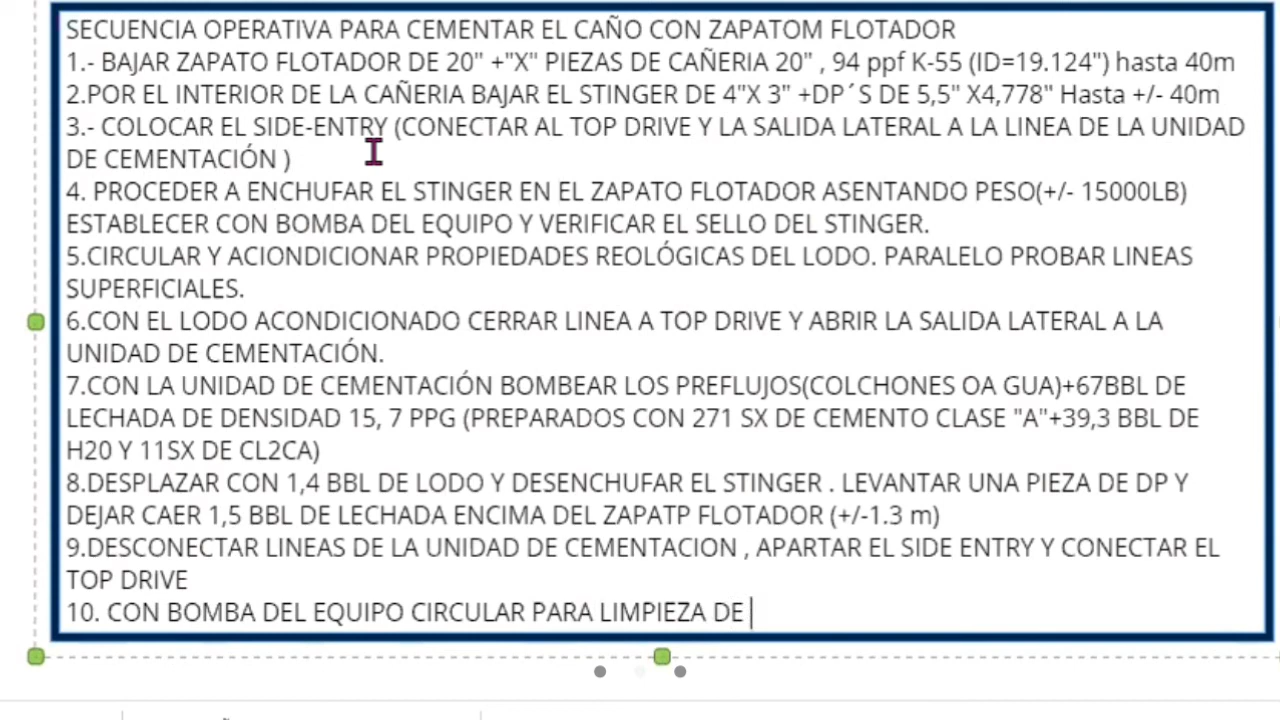 SECUENCIA OPERATIVA PARA CEMENTAR EL CAÑO CON ZAPATOM FLOTADOR
1.- BAJAR ZAPATO FLOTADOR DE 20" +"X" PIEZAS DE CAÑERIA 20" , 94 ppf K-55 (ID=19.124") hasta 40m
2.POR EL INTERIOR DE LA CAÑERIA BAJAR EL STINGER DE 4"X 3" +DP´S DE 5,5" X4,778" Hasta +/- 40m
3.- COLOCAR EL SIDE-ENTRY (CONECTAR AL TOP DRIVE Y LA SALIDA LATERAL A LA LINEA DE LA UNIDAD
DE CEMENTACIÓN )
4. PROCEDER A ENCHUFAR EL STINGER EN EL ZAPATO FLOTADOR ASENTANDO PESO(+/- 15000LB)
ESTABLECER CON BOMBA DEL EQUIPO Y VERIFICAR EL SELLO DEL STINGER.
5.CIRCULAR Y ACIONDICIONAR PROPIEDADES REOLÓGICAS DEL LODO. PARALELO PROBAR LINEAS
SUPERFICIALES.
6.CON EL LODO ACONDICIONADO CERRAR LINEA A TOP DRIVE Y ABRIR LA SALIDA LATERAL A LA
UNIDAD DE CEMENTACIÓN.
7.CON LA UNIDAD DE CEMENTACIÓN BOMBEAR LOS PREFLUJOS(COLCHONES OA GUA)+67BBL DE
LECHADA DE DENSIDAD 15, 7 PPG (PREPARADOS CON 271 SX DE CEMENTO CLASE "A"+39,3 BBL DE
H20 Y 11SX DE CL2CA)
8.DESPLAZAR CON 1,4 BBL DE LODO Y DESENCHUFAR EL STINGER . LEVANTAR UNA PIEZA DE DP Y
DEJAR CAER 1,5 BBL DE LECHADA ENCIMA DEL ZAPATP FLOTADOR (+/-1.3 m)
9.DESCONECTAR LINEAS DE LA UNIDAD DE CEMENTACION , APARTAR EL SIDE ENTRY Y CONECTAR EL
TOP DRIVE
10. CON BOMBA DEL EQUIPO CIRCULAR PARA LIMPIEZA DE